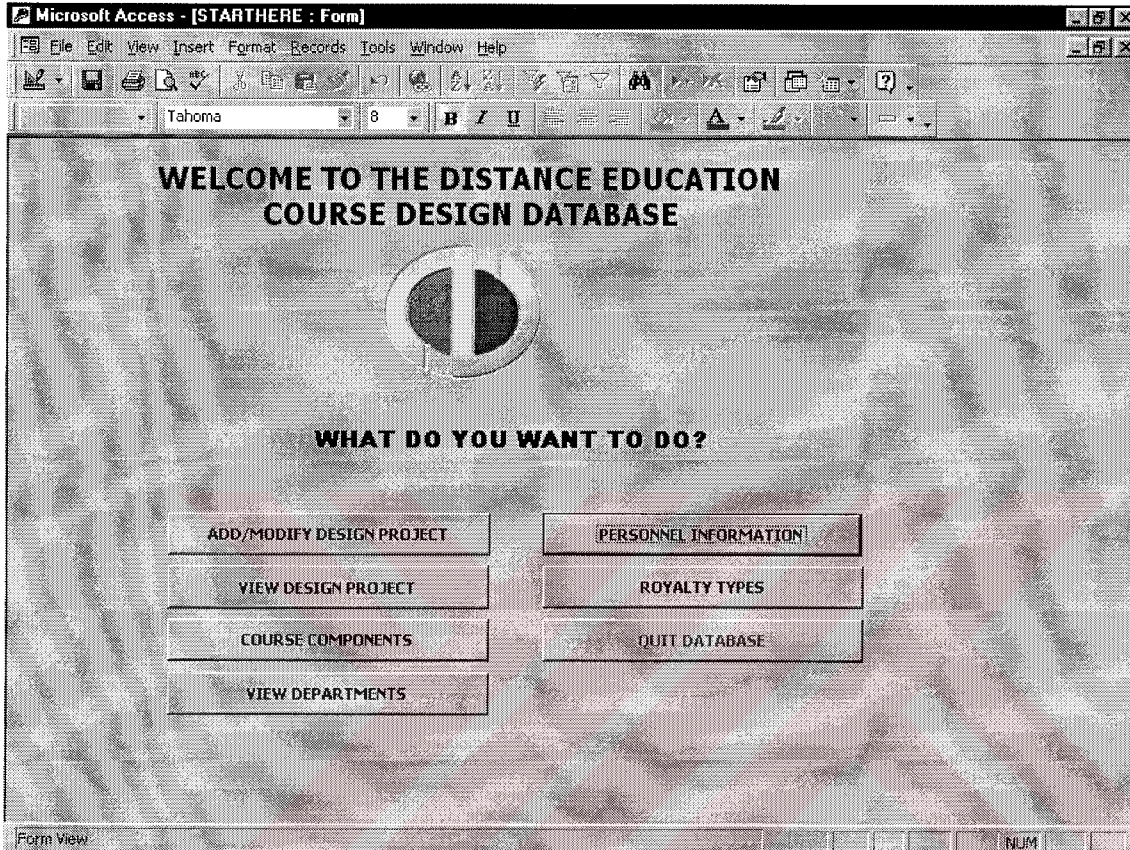 Microsoft Access - [STARTHERE : Form]
File Edit View Insert Format Records Tools Window Help
Tahoma 8 B I U A
WELCOME TO THE DISTANCE EDUCATION
COURSE DESIGN DATABASE
WHAT DO YOU WANT TO DO?
ADD/MODIFY DESIGN PROJECT
PERSONNEL INFORMATION
VIEW DESIGN PROJECT
ROYALTY TYPES
COURSE COMPONENTS
QUIT DATABASE
VIEW DEPARTMENTS
Form View NUM